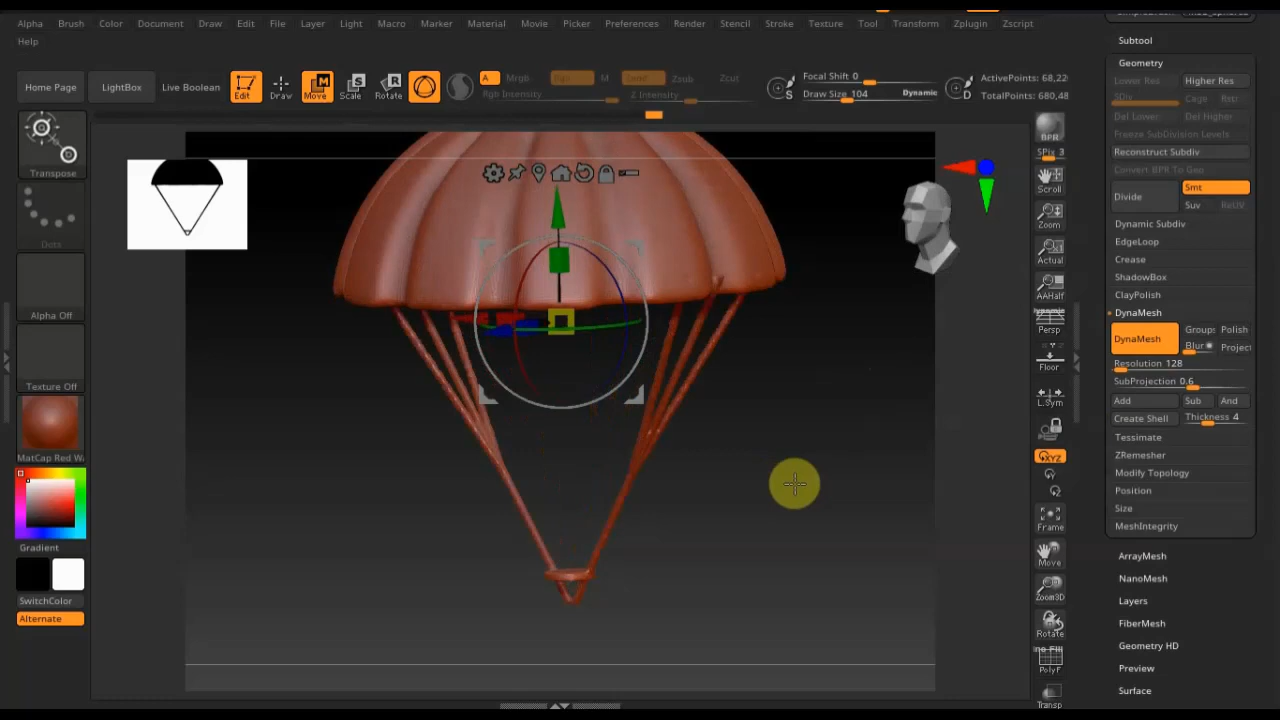 Alpha Brush Color Document Draw Edit File Layer Light Macro Marker Material Movie Picker Preferences Render Stencil Stroke Texture Tool Transform Zplugin Zscript
Help
Subtool
Geometry
Lower Res Higher Res
SDiv Cage Rstr
Del Lower Del Higher
Freeze SubDivision Levels
Reconstruct Subdiv
Convert BPR To Geo
Divide Smt
Suv ReUV
Dynamic Subdiv
EdgeLoop
Crease
ShadowBox
ClayPolish
DynaMesh
DynaMesh Groups Polish
Blur Project
Resolution 128
SubProjection 0.6
Add Sub And
Create Shell Thickness 4
Tessimate
ZRemesher
Modify Topology
Position
Size
MeshIntegrity
ArrayMesh
NanoMesh
Layers
FiberMesh
Geometry HD
Preview
Surface
Home Page LightBox Live Boolean Edit Draw Move Scale Rotate
A Mrgb Rgb M Zadd Zsub Zcut
Rgb Intensity Z Intensity
Focal Shift 0
Draw Size 104 Dynamic
S D
ActivePoints: 68,22
TotalPoints: 680,48
Transpose
Dots
Alpha Off
Texture Off
MatCap Red Wa
Gradient
SwitchColor
Alternate
BPR
SPix 3
Scroll
Zoom
Actual
AAHalf
Dynamic
Persp
Floor
L.Sym
XYZ
Frame
Move
Zoom3D
Rotate
PolyF
Transp